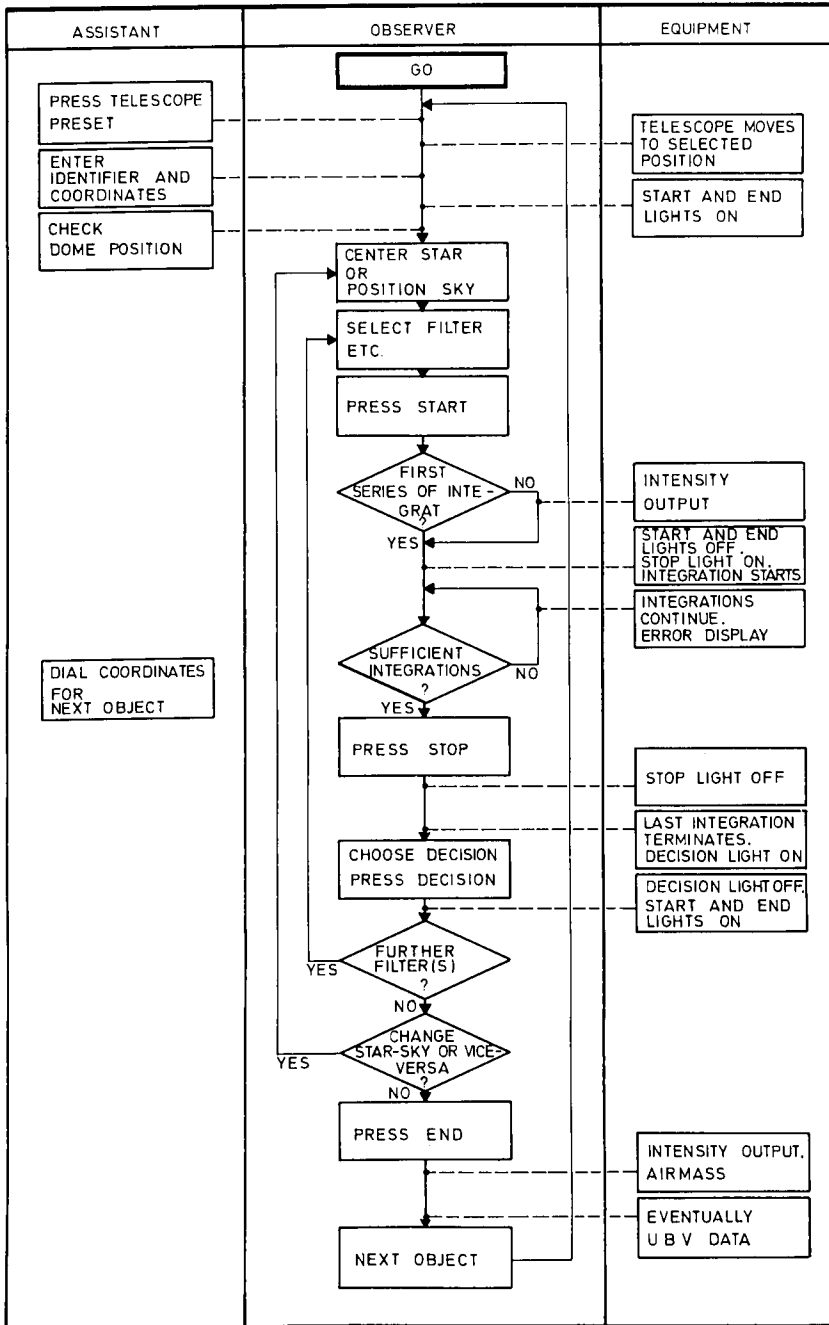 ASSISTANT
OBSERVER
EQUIPMENT
GO
PRESS TELESCOPE
PRESET
TELESCOPE MOVES
TO SELECTED
POSITION
ENTER
IDENTIFIER AND
COORDINATES
START AND END
LIGHTS ON
CHECK
DOME POSITION
CENTER STAR
OR
POSITION SKY
SELECT FILTER
ETC.
PRESS START
FIRST
SERIES OF INTE-
GRAT
?
NO
YES
INTENSITY
OUTPUT
START AND END
LIGHTS OFF.
STOP LIGHT ON.
INTEGRATION STARTS
INTEGRATIONS
CONTINUE.
ERROR DISPLAY
SUFFICIENT
INTEGRATIONS
?
NO
YES
DIAL COORDINATES
FOR
NEXT OBJECT
PRESS STOP
STOP LIGHT OFF
LAST INTEGRATION
TERMINATES.
DECISION LIGHT ON
CHOOSE DECISION
PRESS DECISION
DECISION LIGHT OFF,
START AND END
LIGHTS ON
FURTHER
FILTER(S)
?
YES
NO
CHANGE
STAR-SKY OR VICE-
VERSA
?
YES
NO
PRESS END
INTENSITY OUTPUT,
AIRMASS
EVENTUALLY
U B V DATA
NEXT OBJECT